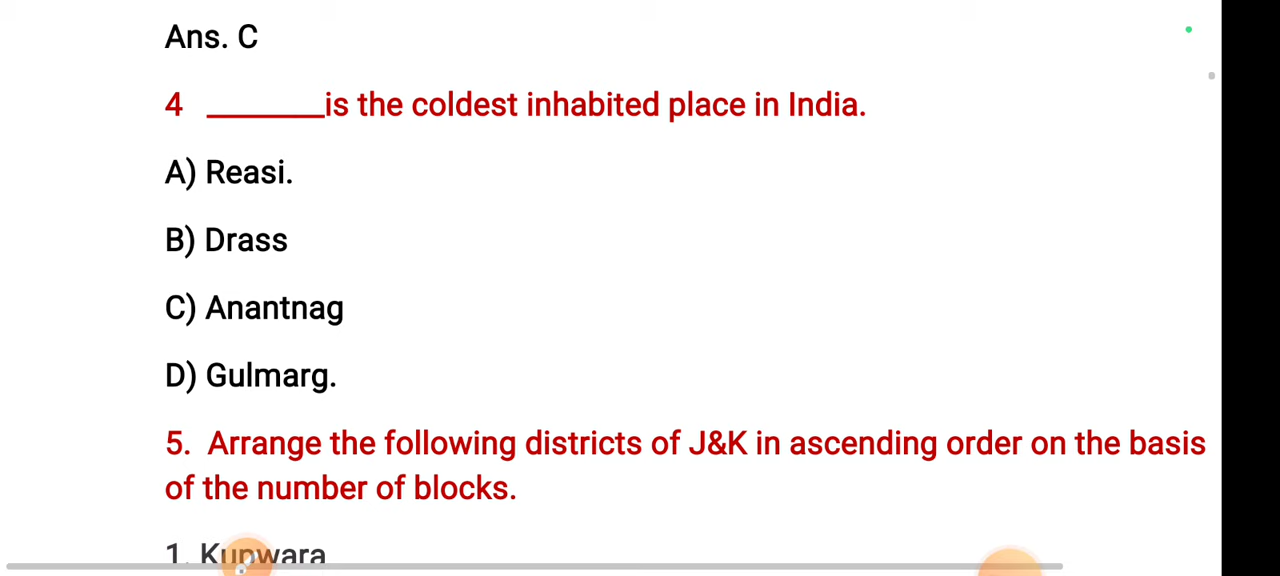 Ans. C
4 _______is the coldest inhabited place in India.
A) Reasi.
B) Drass
C) Anantnag
D) Gulmarg.
5. Arrange the following districts of J&K in ascending order on the basis
of the number of blocks.
1. Kupwara